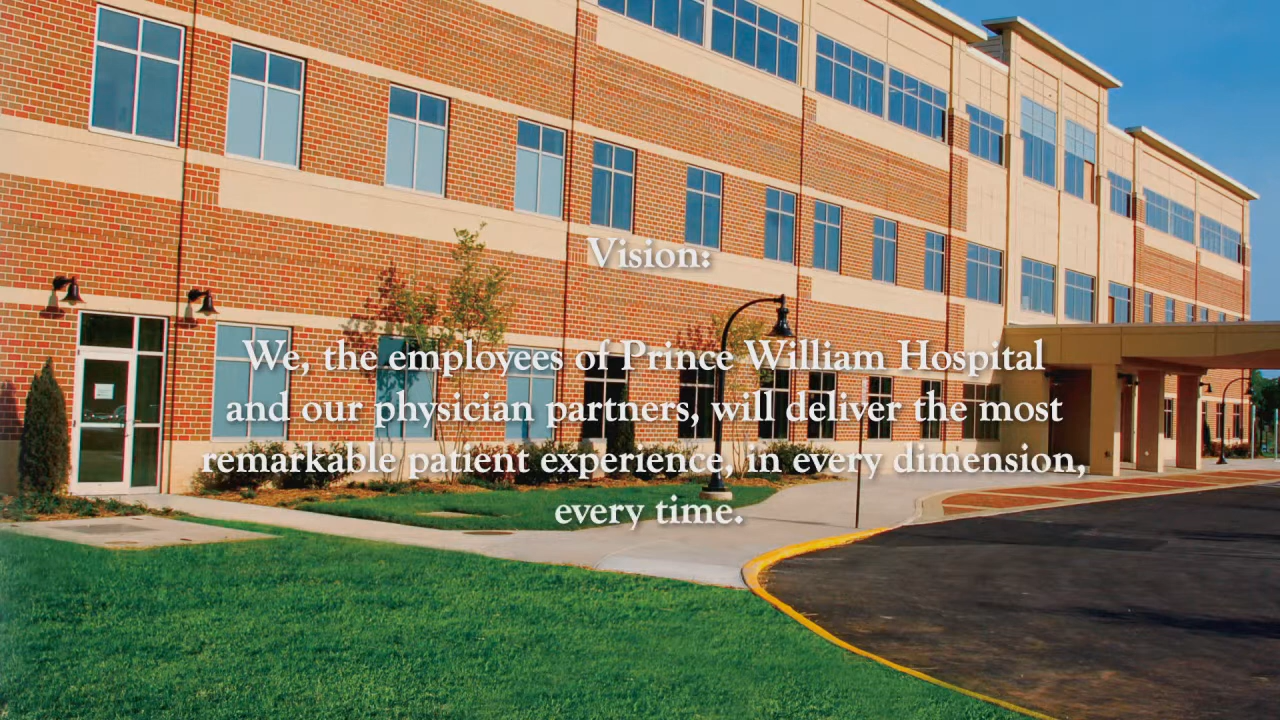 Vision:
We, the employees of Prince William Hospital
and our physician partners, will deliver the most
remarkable patient experience, in every dimension,
every time.